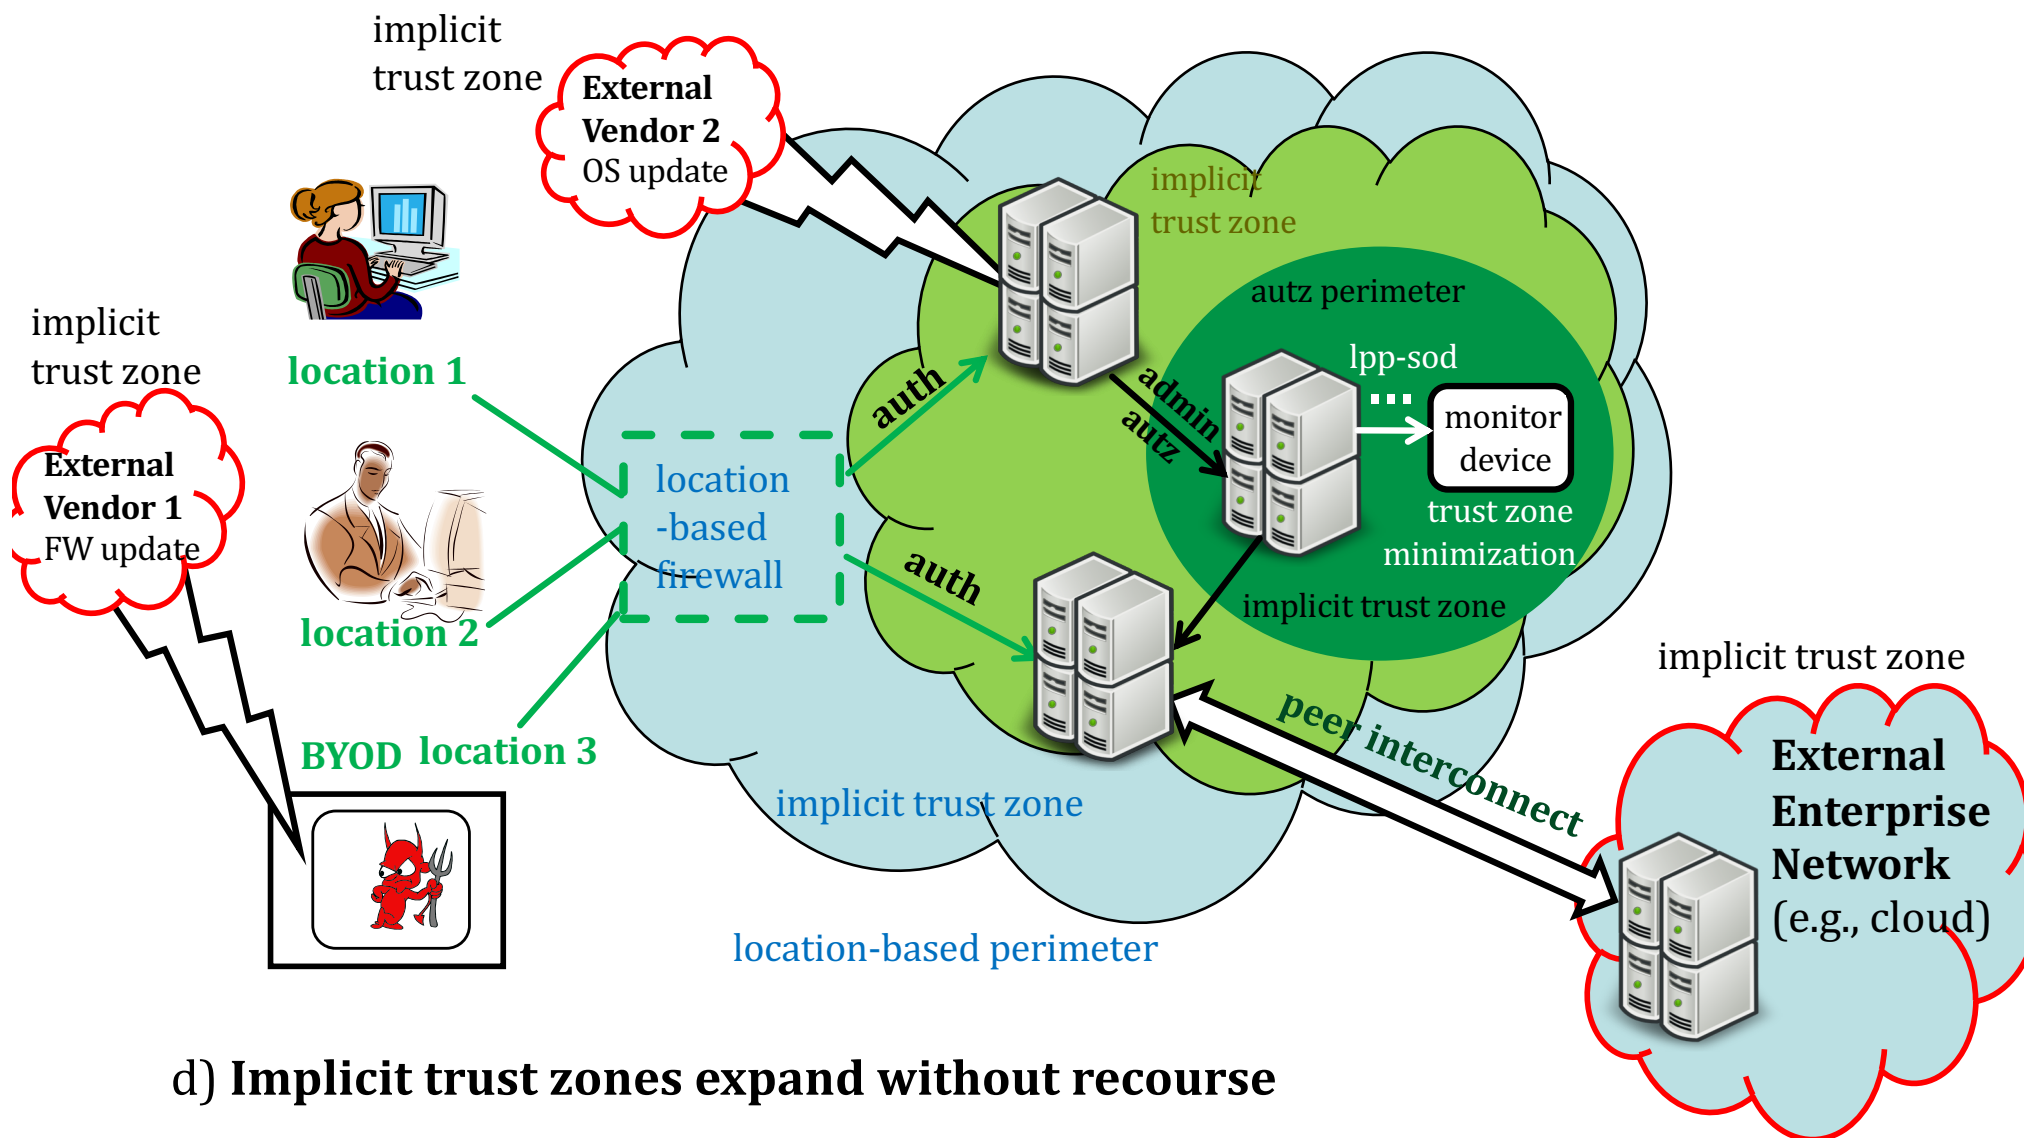 implicit
trust zone
External
Vendor 2
OS update
implicit
trust zone
autz perimeter
implicit
trust zone
location 1
lpp-sod
auth
admin
autz
monitor
device
External
Vendor 1
FW update
location
-based
firewall
trust zone
minimization
auth
implicit trust zone
location 2
implicit trust zone
BYOD location 3
peer interconnect
implicit trust zone
External
Enterprise
Network
(e.g., cloud)
location-based perimeter
d) Implicit trust zones expand without recourse